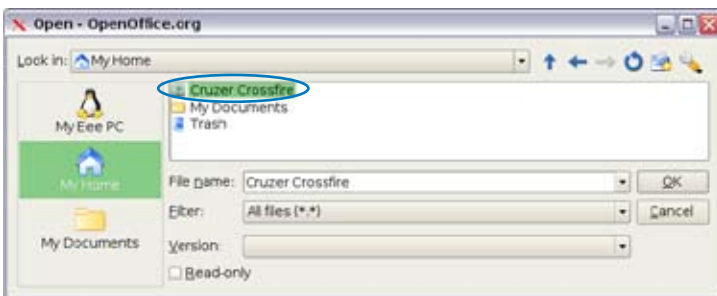 Open - OpenOffice.org
Look in: My Home
Cruzer Crossfire
My Documents
Trash
My Eee PC
My Home
My Documents
File name: Cruzer Crossfire OK
Filter: All files (*.*) Cancel
Version:
Read-only